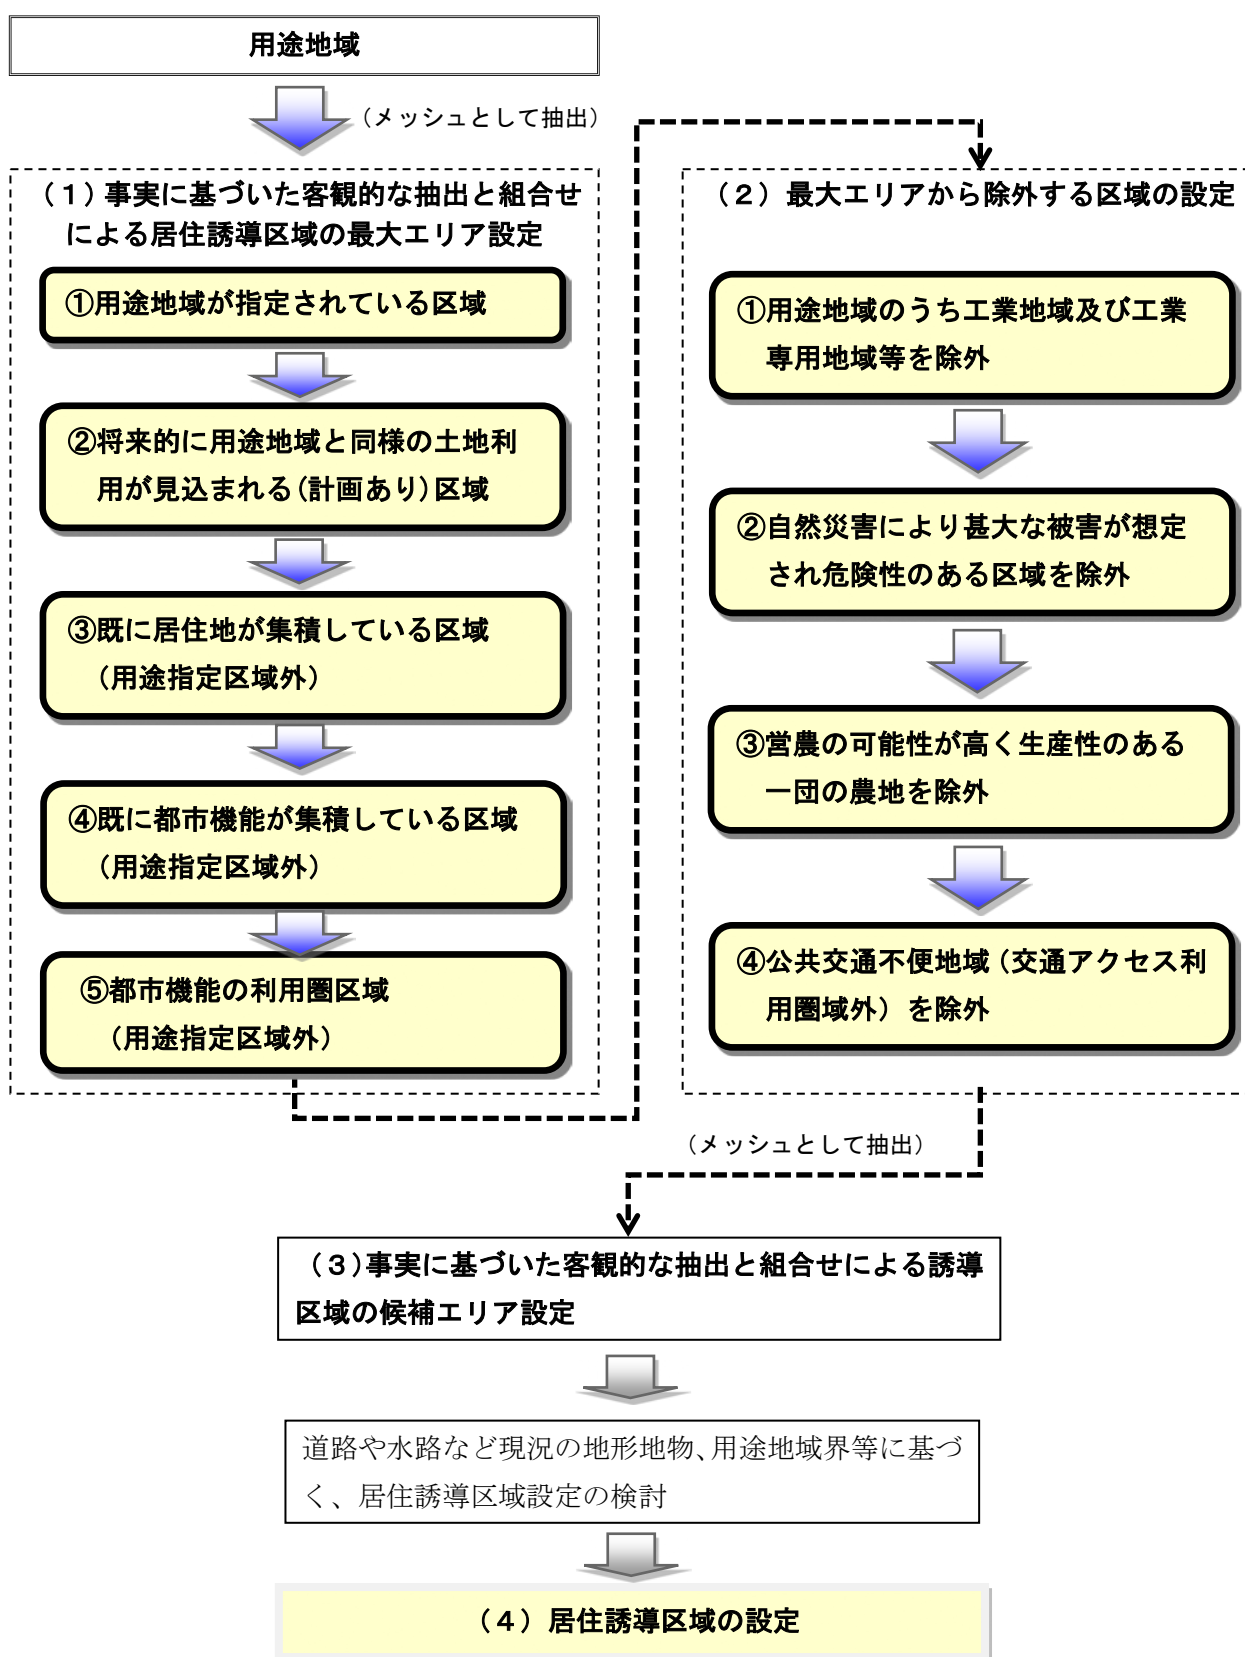 用途地域
（メッシュとして抽出）
（１）事実に基づいた客観的な抽出と組合せ
による居住誘導区域の最大エリア設定
①用途地域が指定されている区域
②将来的に用途地域と同様の土地利
用が見込まれる（計画あり）区域
③既に居住地が集積している区域
（用途指定区域外）
④既に都市機能が集積している区域
（用途指定区域外）
⑤都市機能の利用圏区域
（用途指定区域外）
（２）最大エリアから除外する区域の設定
①用途地域のうち工業地域及び工業
専用地域等を除外
②自然災害により甚大な被害が想定
され危険性のある区域を除外
③営農の可能性が高く生産性のある
一団の農地を除外
④公共交通不便地域（交通アクセス利
用圏域外）を除外
（メッシュとして抽出）
（３）事実に基づいた客観的な抽出と組合せによる誘導
区域の候補エリア設定
道路や水路など現況の地形地物、用途地域界等に基づ
く、居住誘導区域設定の検討
（４）居住誘導区域の設定